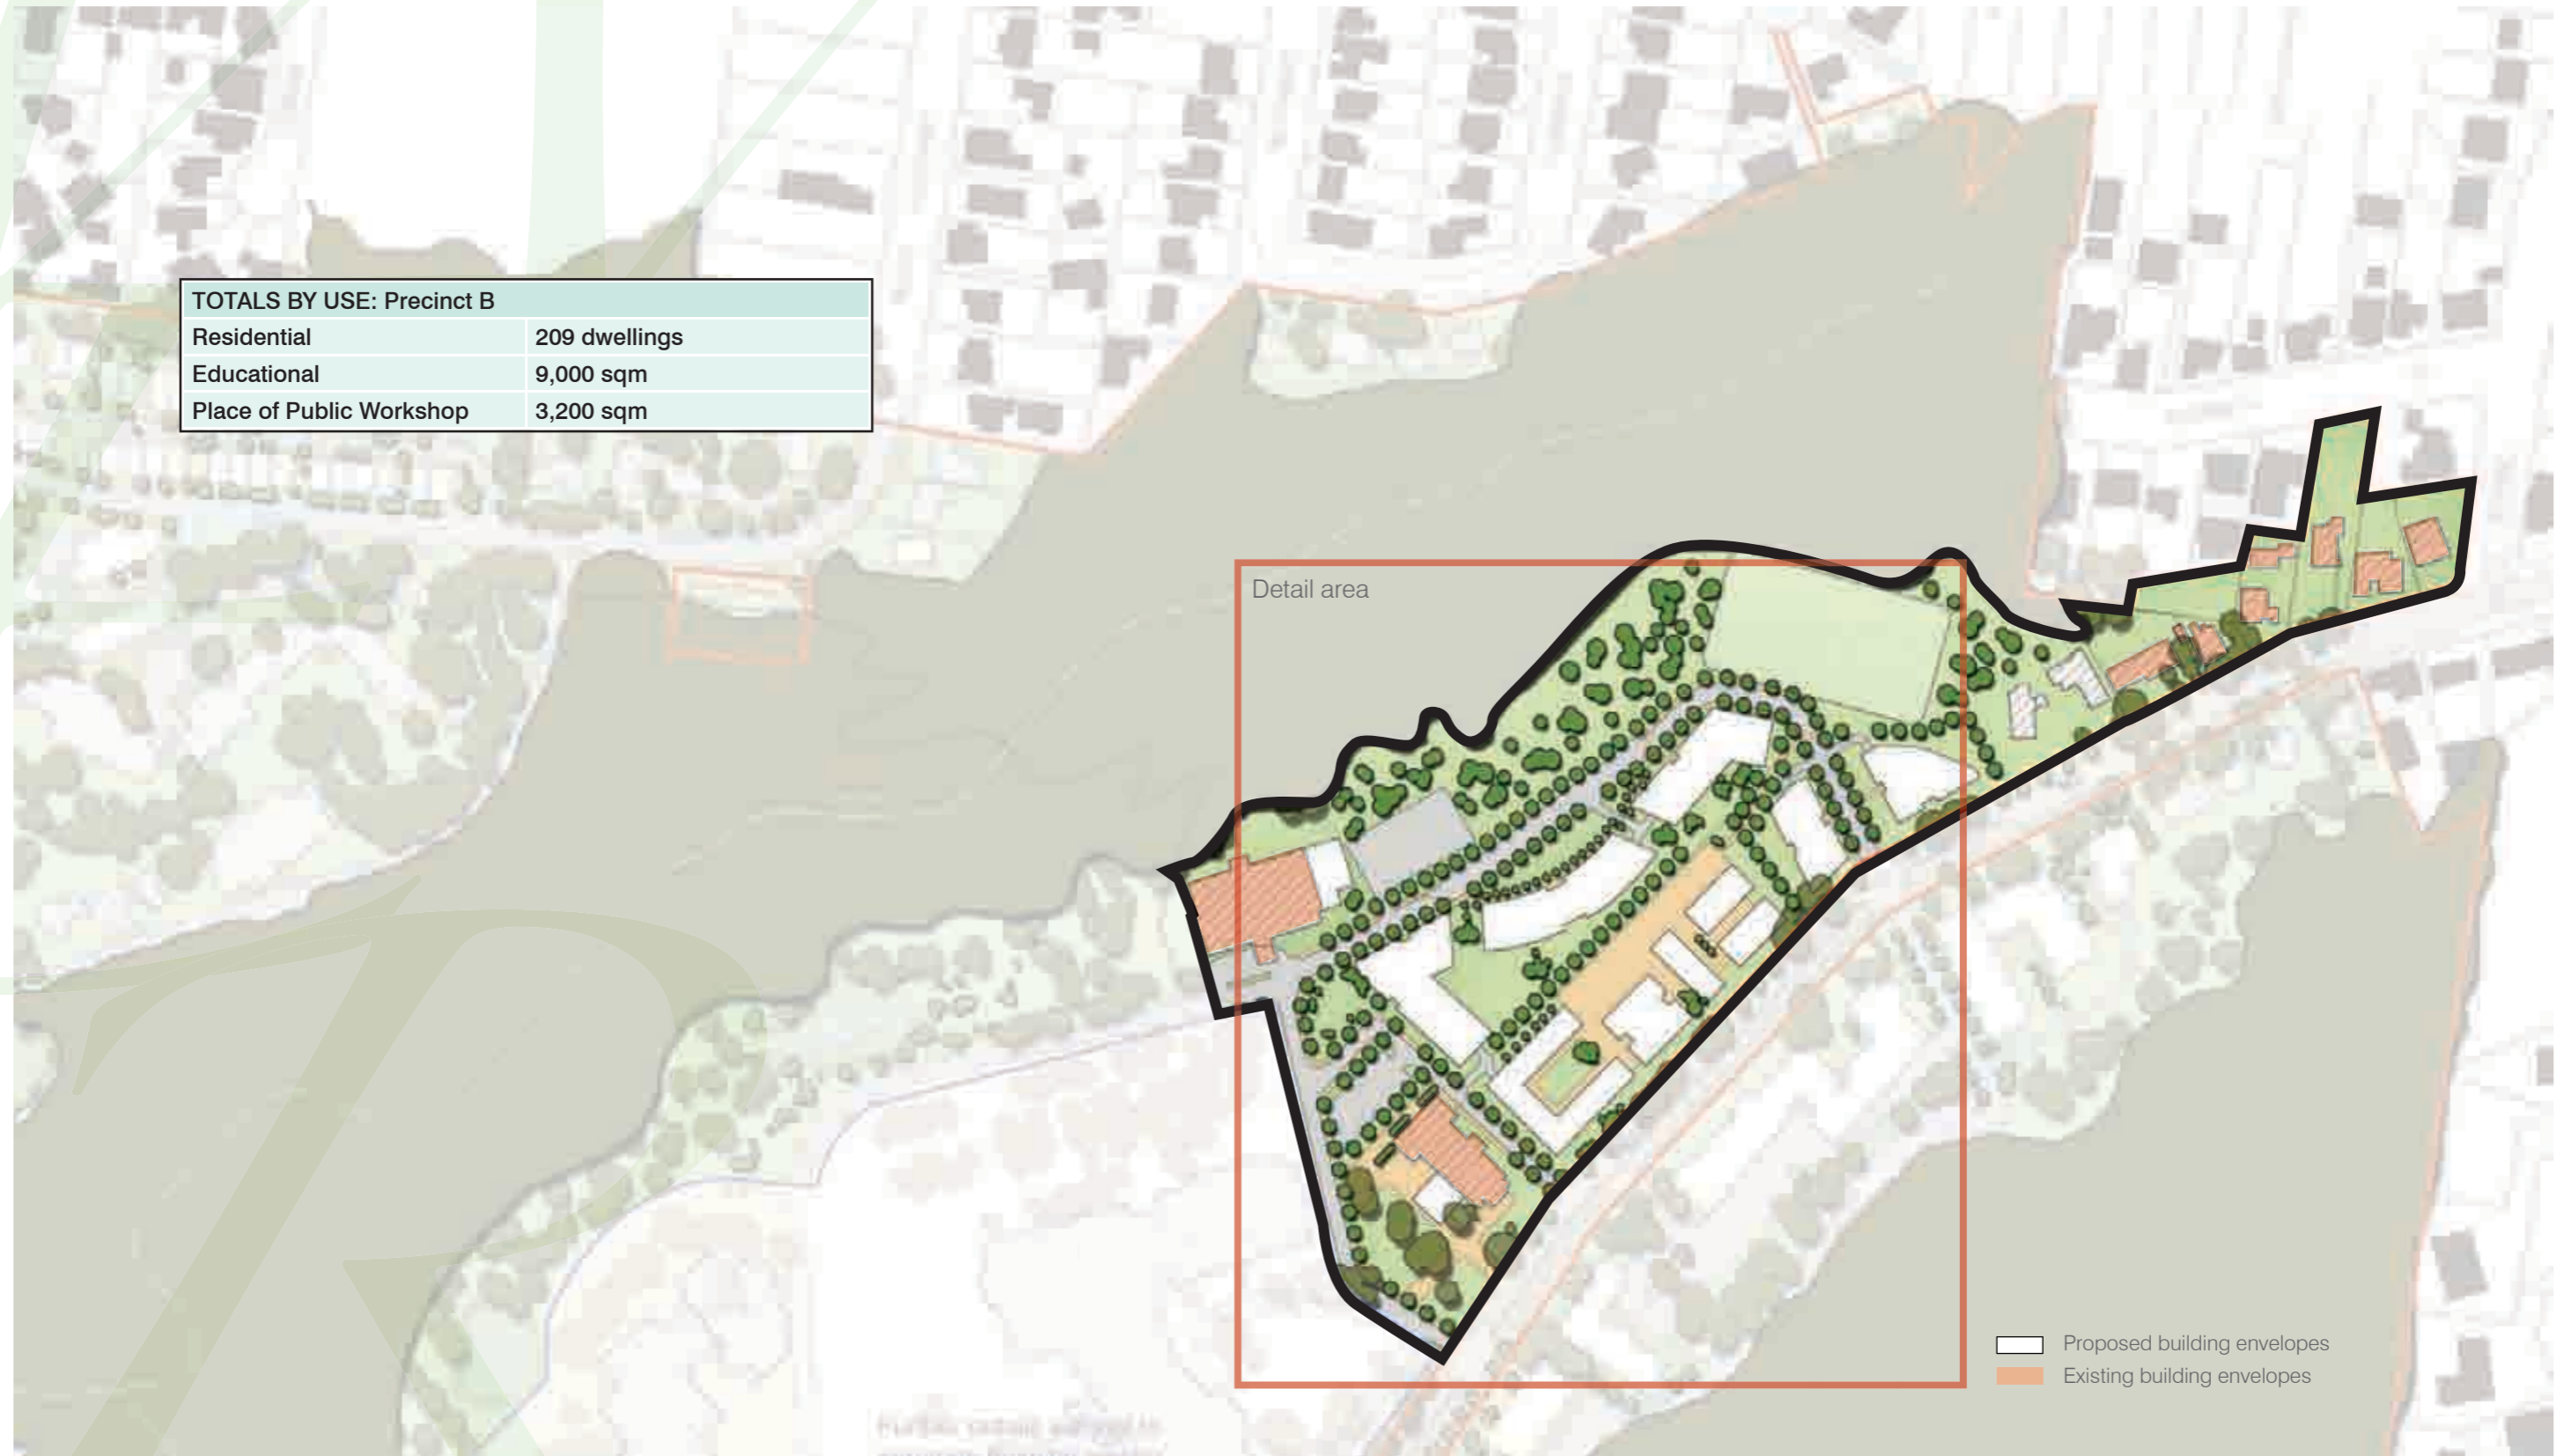 TOTALS BY USE: Precinct B
Residential 209 dwellings
Educational 9,000 sqm
Place of Public Workshop 3,200 sqm
Detail area
Proposed building envelopes
Existing building envelopes